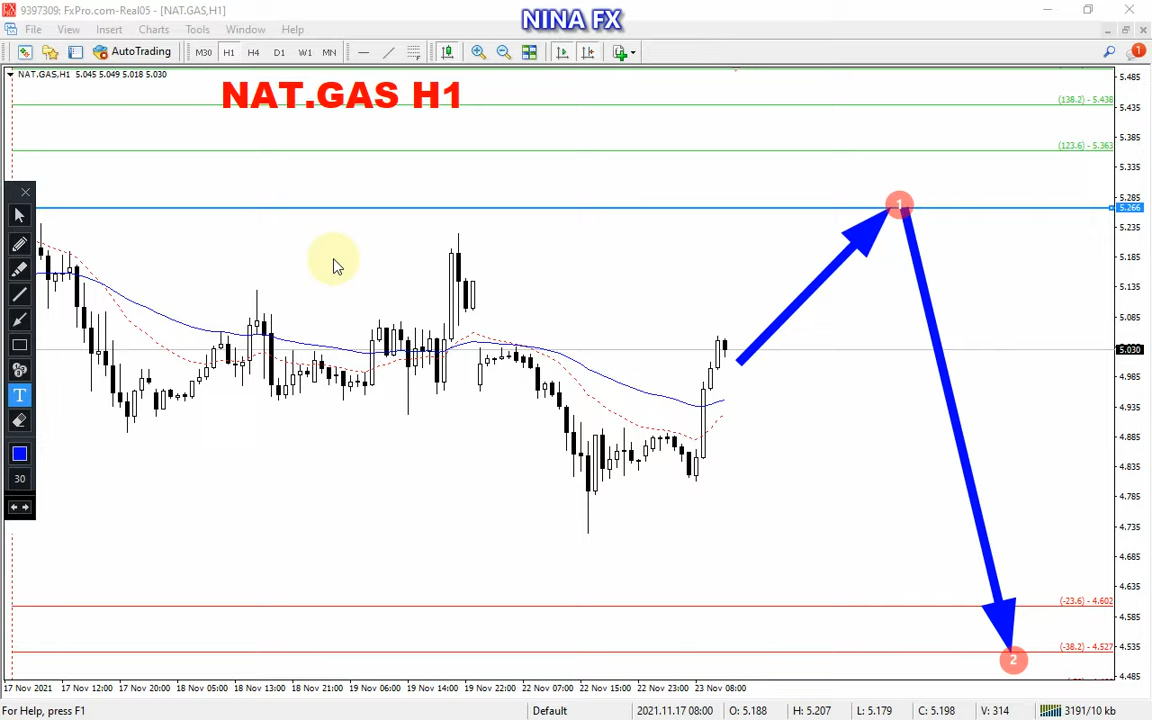 9397309: FxPro.com-Real05 - [NAT.GAS,H1]
NINA FX
File View Insert Charts Tools Window Help
AutoTrading M30 H1 H4 D1 W1 MN
1
NAT.GAS,H1 5.045 5.049 5.018 5.030
NAT.GAS H1
(138.2) - 5.438
(123.6) - 5.363
5.485
5.435
5.385
5.335
5.285
5.266
5.235
5.185
5.135
5.085
5.030
4.985
4.935
4.885
4.835
4.785
4.735
4.685
4.635
4.585
4.535
4.485
1
T
30
(-23.6) - 4.602
(-38.2) - 4.527
2
17 Nov 2021 17 Nov 12:00 17 Nov 20:00 18 Nov 05:00 18 Nov 13:00 18 Nov 21:00 19 Nov 06:00 19 Nov 14:00 19 Nov 22:00 22 Nov 07:00 22 Nov 15:00 22 Nov 23:00 23 Nov 08:00
For Help, press F1 Default 2021.11.17 08:00 O: 5.188 H: 5.207 L: 5.179 C: 5.198 V: 314 3191/10 kb